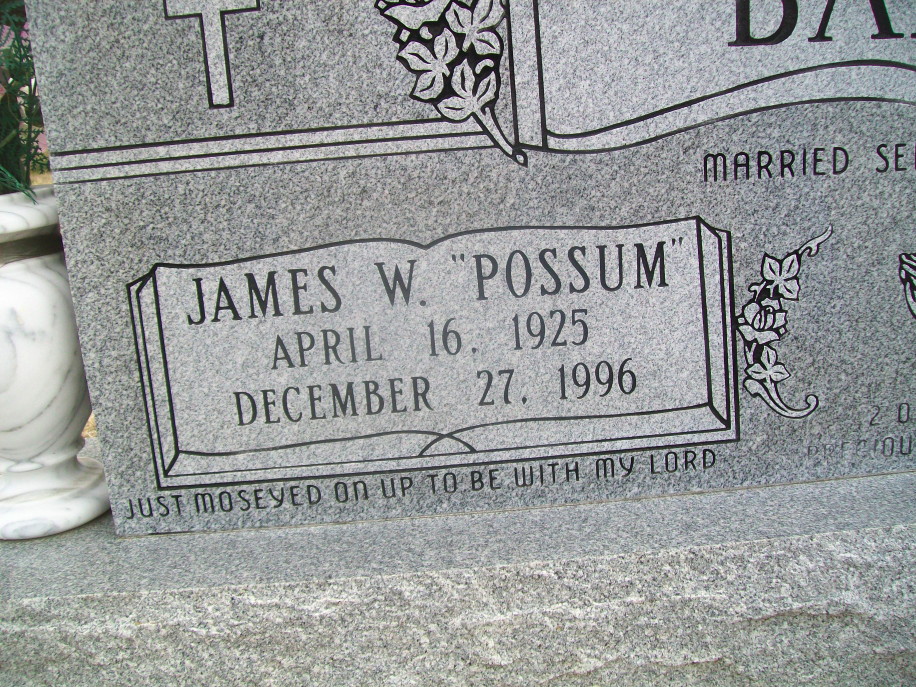 MARRIED
JAMES W. "POSSUM"
APRIL 16, 1925
DECEMBER 27, 1996
JUST MOSEYED ON UP TO BE WITH MY LORD